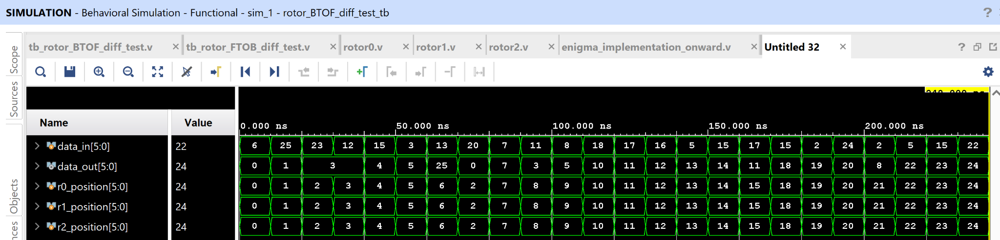 SIMULATION - Behavioral Simulation - Functional - sim_1 - rotor_BTOF_diff_test_tb ?
tb_rotor_BTOF_diff_test.v × tb_rotor_FTOB_diff_test.v × rotor0.v × rotor1.v × rotor2.v × enigma_implementation_onward.v × Untitled 32 × ?
Scope
Sources
Objects
240.000 ns
Name Value
0.000 ns 50.000 ns 100.000 ns 150.000 ns 200.000 ns
data_in[5:0] 22 6 25 23 12 15 3 13 20 7 11 8 18 17 16 5 15 17 15 2 24 2 5 15 22
data_out[5:0] 24 0 1 3 4 5 25 0 7 3 5 10 11 12 13 14 11 18 19 20 8 22 23 24
r0_position[5:0] 24 0 1 2 3 4 5 6 2 7 8 9 10 11 12 13 14 15 18 19 20 21 22 23 24
r1_position[5:0] 24 0 1 2 3 4 5 6 2 7 8 9 10 11 12 13 14 15 18 19 20 21 22 23 24
r2_position[5:0] 24 0 1 2 3 4 5 6 2 7 8 9 10 11 12 13 14 15 18 19 20 21 22 23 24